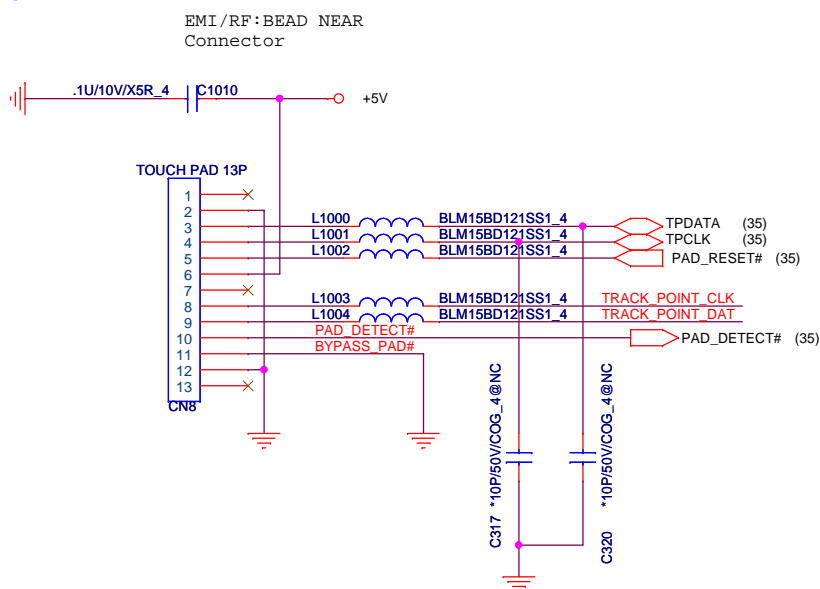 EMI/RF:BEAD NEAR
Connector
.1U/10V/X5R_4
C1010
+5V
TOUCH PAD 13P
1
2
3
4
5
6
7
8
9
10
11
12
13
CN8
L1000 BLM15BD121SS1_4 TPDATA (35)
L1001 BLM15BD121SS1_4 TPCLK (35)
L1002 BLM15BD121SS1_4 PAD_RESET# (35)
L1003 BLM15BD121SS1_4 TRACK_POINT_CLK
L1004 BLM15BD121SS1_4 TRACK_POINT_DAT
PAD_DETECT# PAD_DETECT# (35)
BYPASS_PAD#
C317 *10P/50V/COG_4@NC
C320 *10P/50V/COG_4@NC